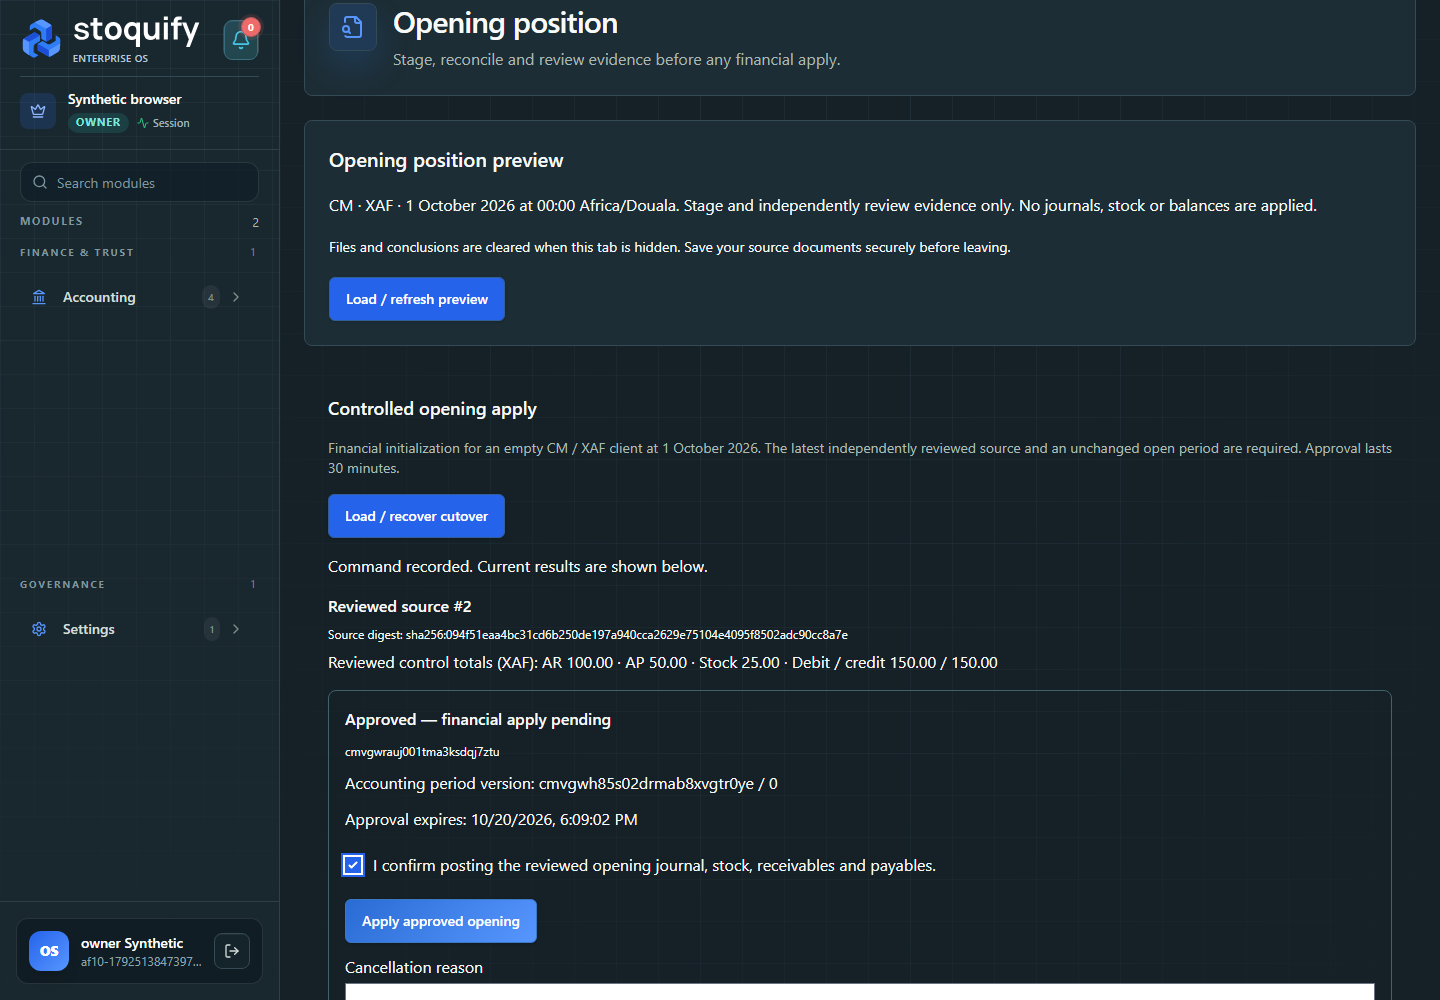 stoquify
ENTERPRISE OS
0
Synthetic browser
OWNER
Session
Search modules
MODULES
2
FINANCE & TRUST
1
Accounting
4
GOVERNANCE
1
Settings
1
OS
owner Synthetic
af10-1792513847397...
Opening position
Stage, reconcile and review evidence before any financial apply.
Opening position preview
CM · XAF · 1 October 2026 at 00:00 Africa/Douala. Stage and independently review evidence only. No journals, stock or balances are applied.
Files and conclusions are cleared when this tab is hidden. Save your source documents securely before leaving.
Load / refresh preview
Controlled opening apply
Financial initialization for an empty CM / XAF client at 1 October 2026. The latest independently reviewed source and an unchanged open period are required. Approval lasts
30 minutes.
Load / recover cutover
Command recorded. Current results are shown below.
Reviewed source #2
Source digest: sha256:094f51eaa4bc31cd6b250de197a940cca2629e75104e4095f8502adc90cc8a7e
Reviewed control totals (XAF): AR 100.00 · AP 50.00 · Stock 25.00 · Debit / credit 150.00 / 150.00
Approved — financial apply pending
cmvgwrauj001tma3ksdqj7ztu
Accounting period version: cmvgwh85s02drmab8xvgtr0ye / 0
Approval expires: 10/20/2026, 6:09:02 PM
I confirm posting the reviewed opening journal, stock, receivables and payables.
Apply approved opening
Cancellation reason